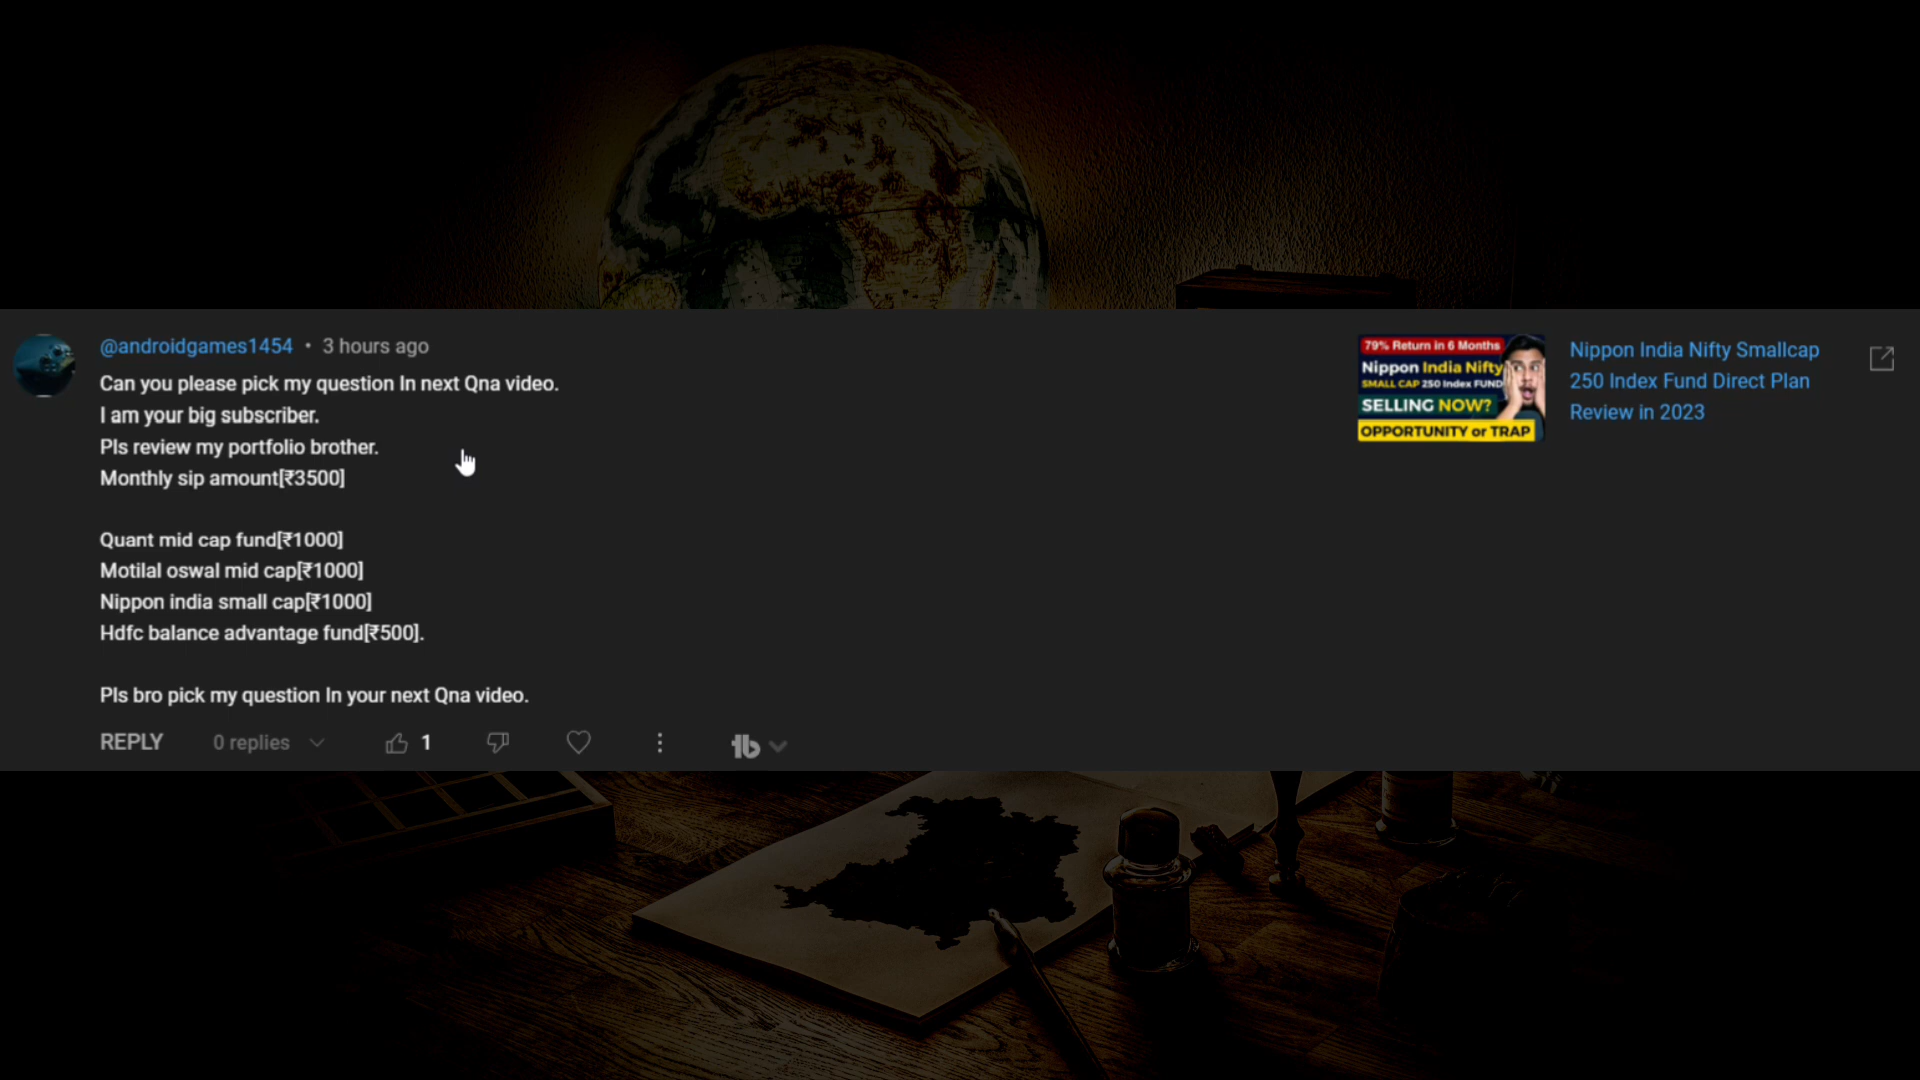 @androidgames1454 • 3 hours ago
Can you please pick my question In next Qna video.
I am your big subscriber.
Pls review my portfolio brother.
Monthly sip amount[₹3500]
Quant mid cap fund[₹1000]
Motilal oswal mid cap[₹1000]
Nippon india small cap[₹1000]
Hdfc balance advantage fund[₹500].
Pls bro pick my question In your next Qna video.
REPLY 0 replies 1
79% Return in 6 Months
Nippon India Nifty
SMALL CAP 250 Index FUND
SELLING NOW?
OPPORTUNITY or TRAP
Nippon India Nifty Smallcap
250 Index Fund Direct Plan
Review in 2023